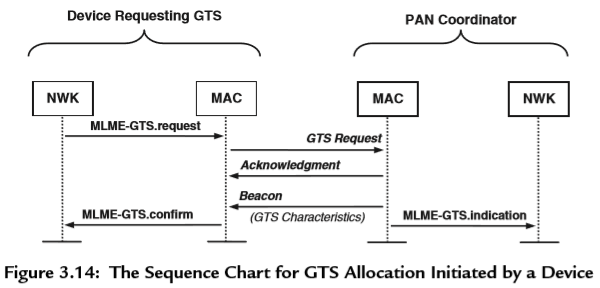 Device Requesting GTS
PAN Coordinator
NWK
MAC
MAC
NWK
MLME-GTS.request
GTS Request
Acknowledgment
Beacon
MLME-GTS.confirm
(GTS Characteristics)
MLME-GTS.indication
Figure 3.14: The Sequence Chart for GTS Allocation Initiated by a Device